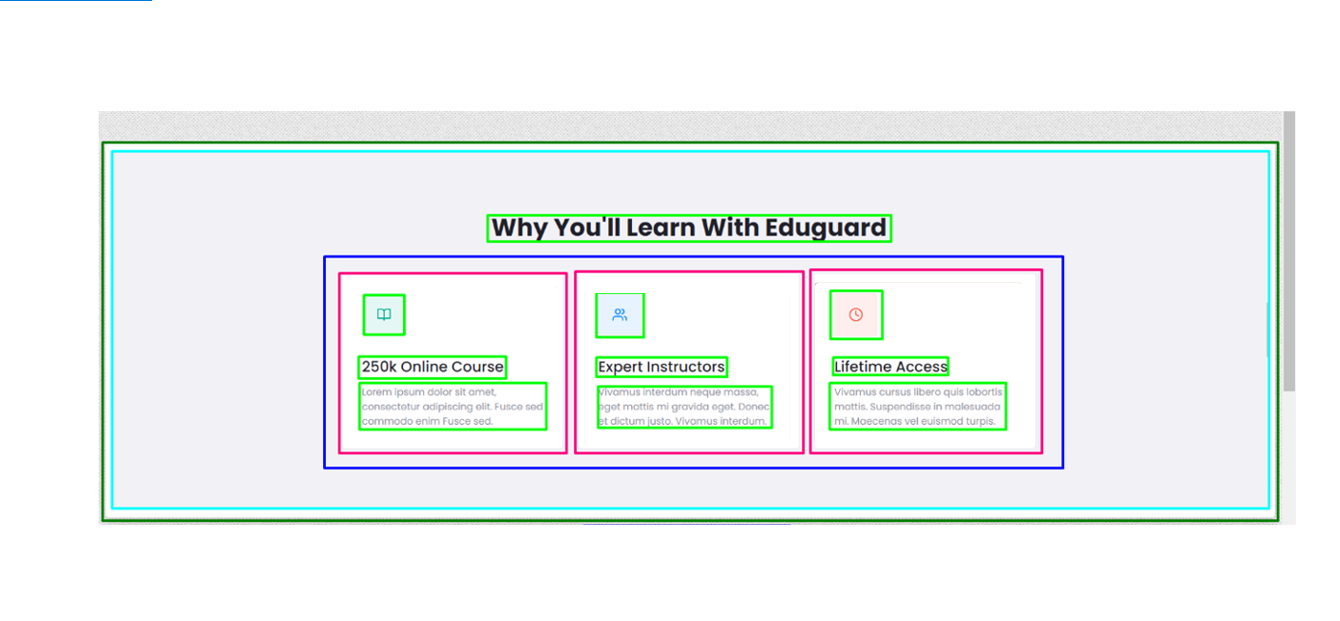 Why You'll Learn With Eduguard
250k Online Course
Lorem ipsum dolor sit amet,
consectetur adipiscing elit. Fusce sed
commodo enim Fusce sed.
Expert Instructors
Vivamus interdum neque massa,
eget mattis mi gravida eget. Donec
et dictum justo. Vivamus interdum.
Lifetime Access
Vivamus cursus libero quis lobortis
mattis. Suspendisse in malesuada
mi. Maecenas vel euismod turpis.